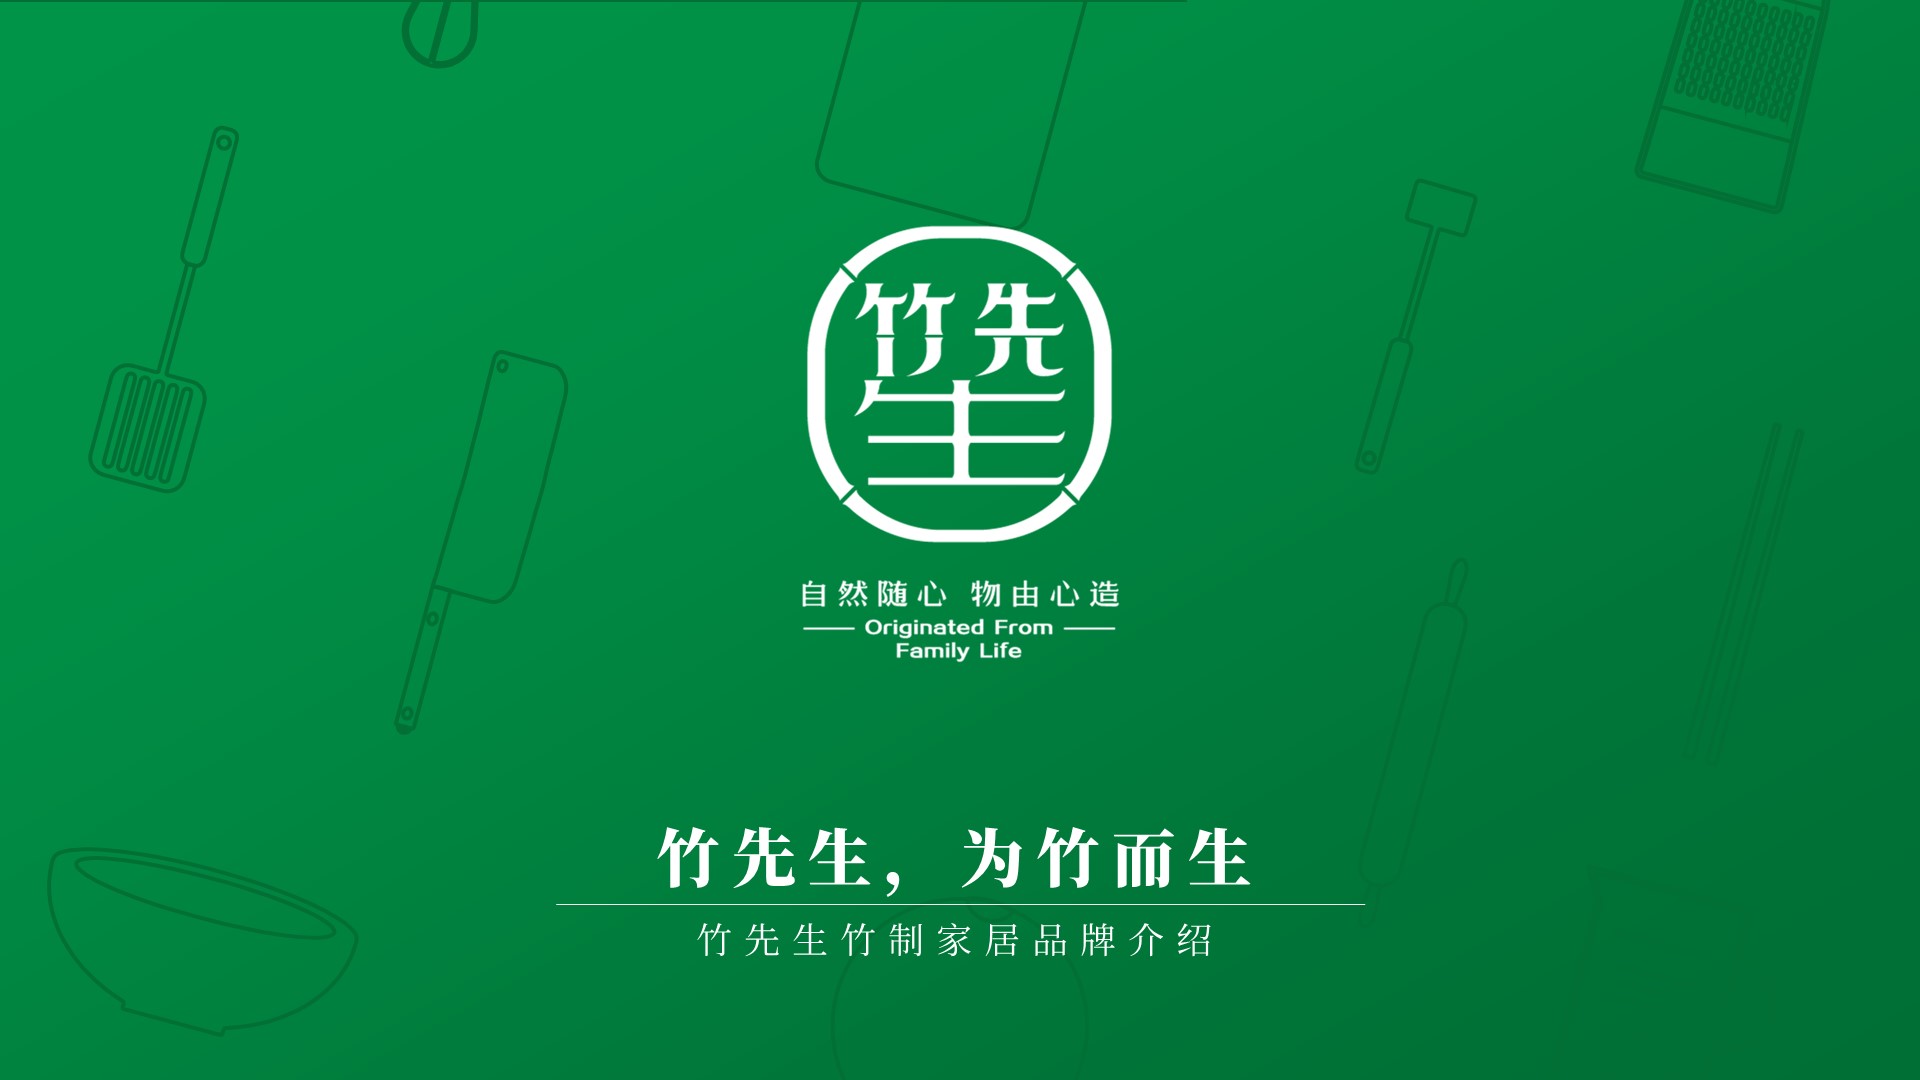 竹先
生
自然随心 物由心造
Originated From
Family Life
竹先生，为竹而生
竹先生竹制家居品牌介绍